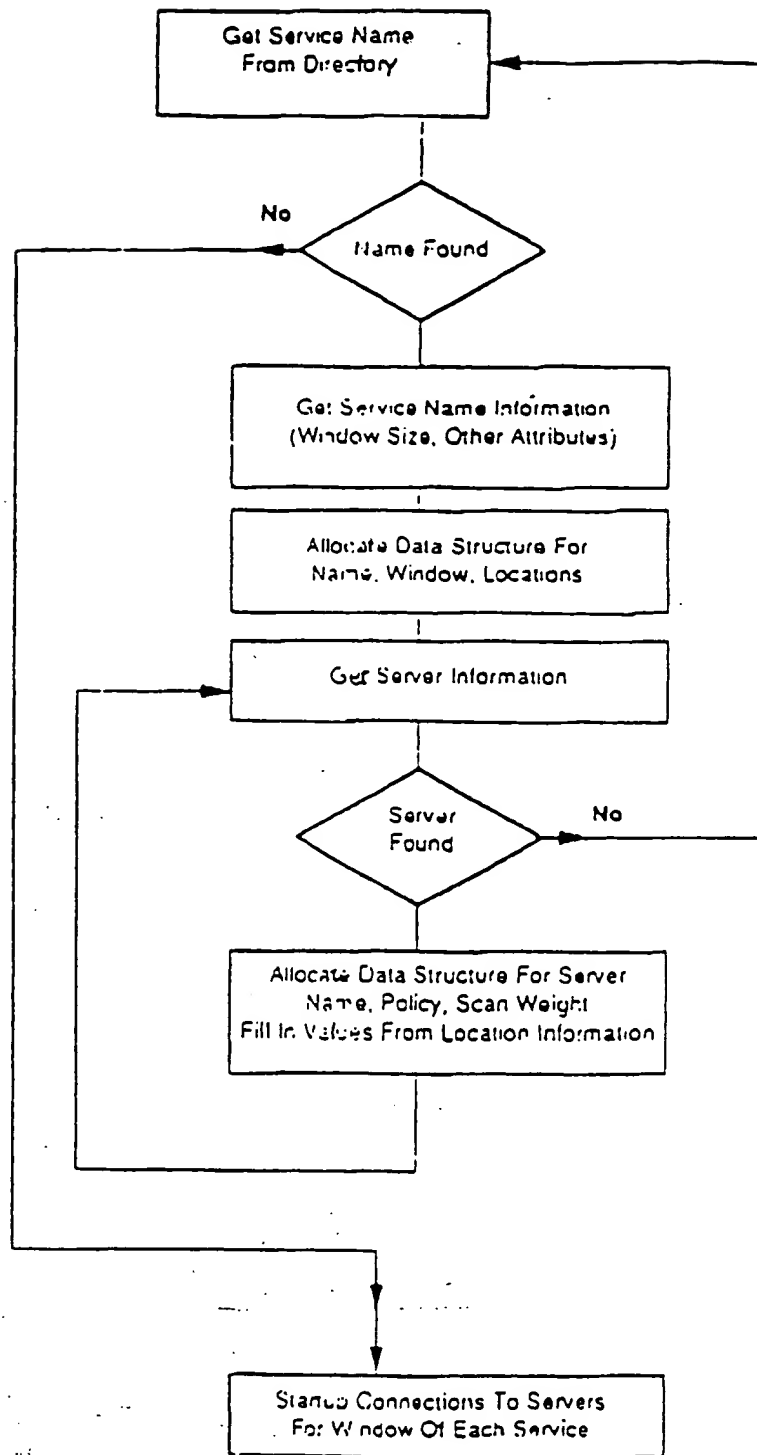 Get Service Name
From Directory
No
Name Found
Get Service Name Information
(Window Size, Other Attributes)
Allocate Data Structure For
Name, Window, Locations
Get Server Information
Server
Found
No
Allocate Data Structure For Server
Name, Policy, Scan Weight
Fill In Values From Location Information
Startup Connections To Servers
For Window Of Each Service